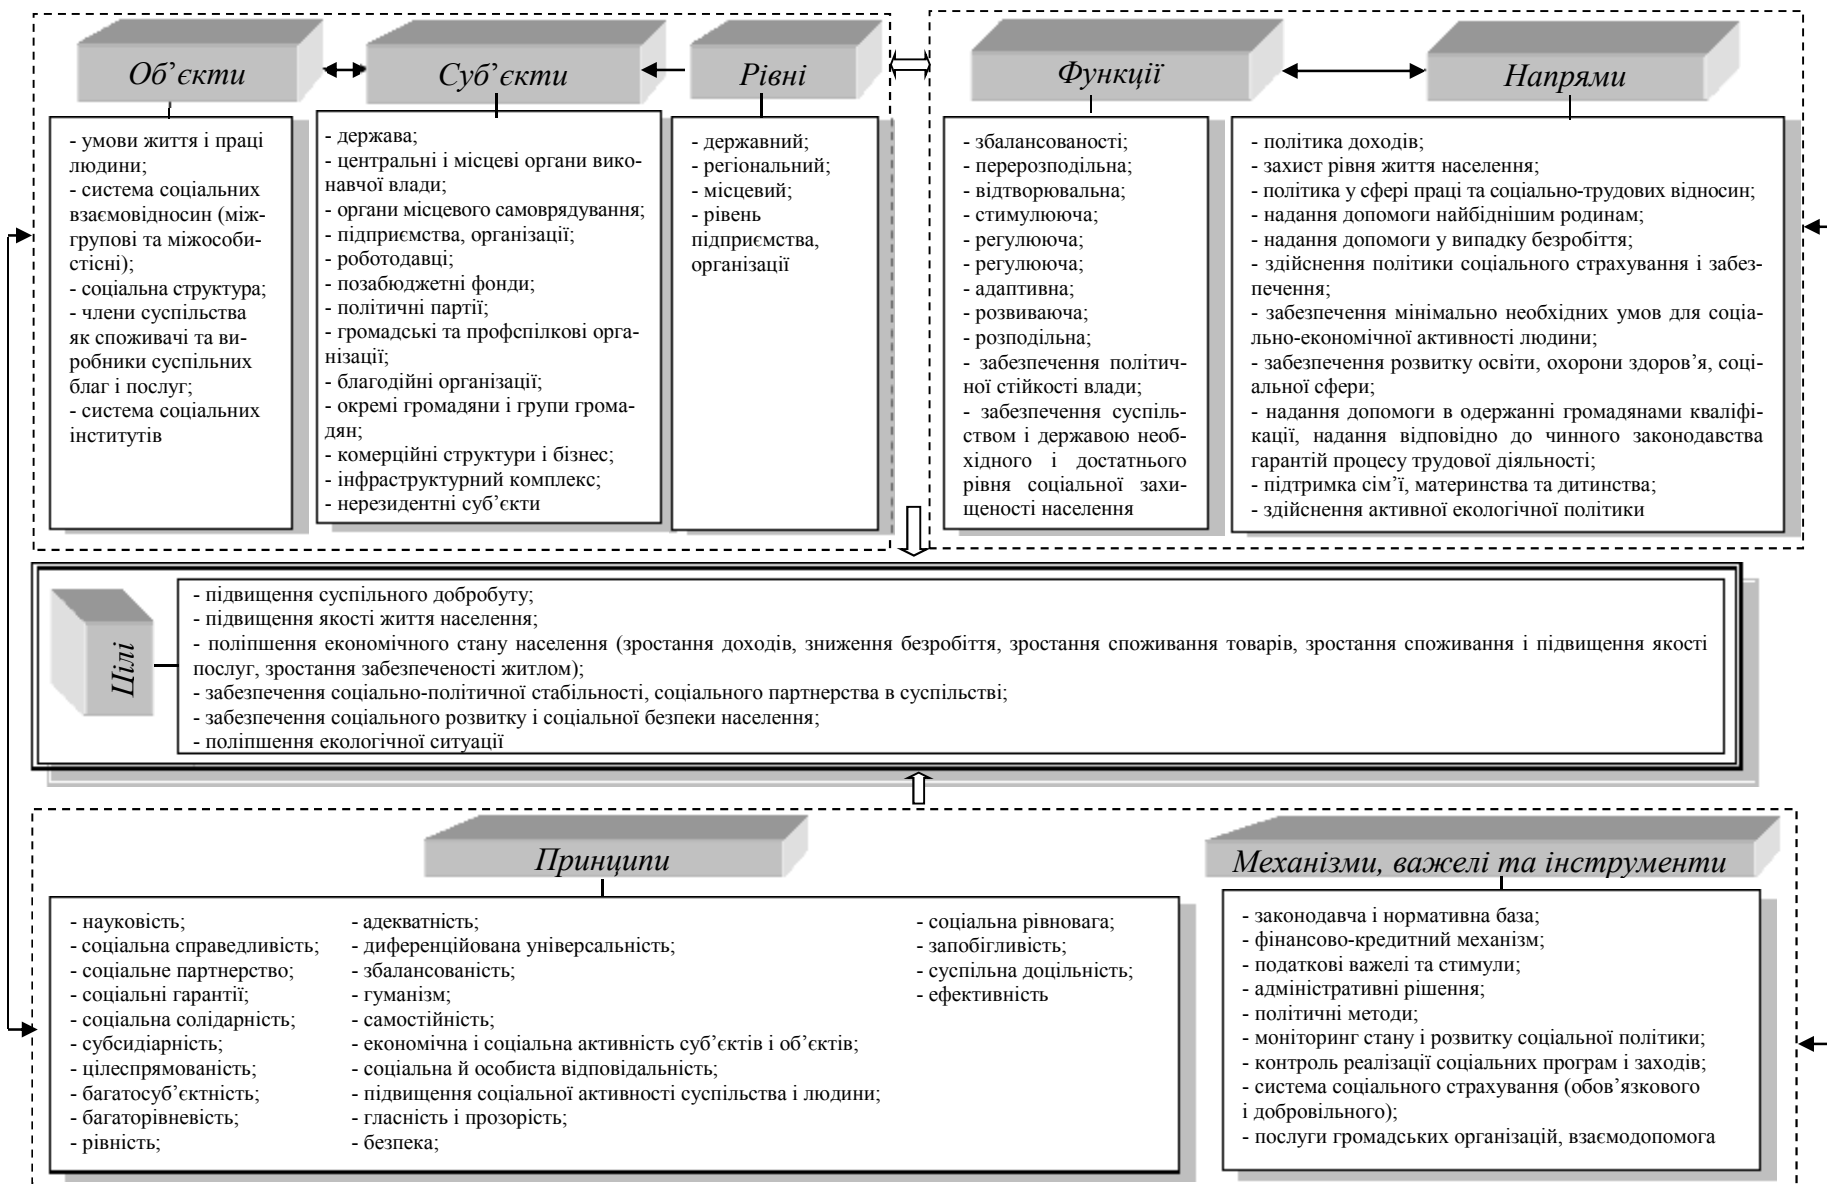 Об’єкти
- умови життя і праці
людини;
- система соціальних
взаємовідносин (між-
групові та міжособи-
стісні);
- соціальна структура;
- члени суспільства
як споживачі та ви-
робники суспільних
благ і послуг;
- система соціальних
інститутів
Суб’єкти
- держава;
- центральні і місцеві органи вико-
навчої влади;
- органи місцевого самоврядування;
- підприємства, організації;
- роботодавці;
- позабюджетні фонди;
- політичні партії;
- громадські та профспілкові орга-
нізації;
- благодійні організації;
- окремі громадяни і групи грома-
дян;
- комерційні структури і бізнес;
- інфраструктурний комплекс;
- нерезидентні суб’єкти
Рівні
- державний;
- регіональний;
- місцевий;
- рівень
підприємства,
організації
Функції
- збалансованості;
- перерозподільна;
- відтворювальна;
- стимулююча;
- регулююча;
- регулююча;
- адаптивна;
- розвиваюча;
- розподільна;
- забезпечення політич-
ної стійкості влади;
- забезпечення суспіль-
ством і державою необ-
хідного і достатнього
рівня соціальної захи-
щеності населення
Напрями
- політика доходів;
- захист рівня життя населення;
- політика у сфері праці та соціально-трудових відносин;
- надання допомоги найбіднішим родинам;
- надання допомоги у випадку безробіття;
- здійснення політики соціального страхування і забез-
печення;
- забезпечення мінімально необхідних умов для соціа-
льно-економічної активності людини;
- забезпечення розвитку освіти, охорони здоров’я, соці-
альної сфери;
- надання допомоги в одержанні громадянами кваліфі-
кації, надання відповідно до чинного законодавства
гарантій процесу трудової діяльності;
- підтримка сім’ї, материнства та дитинства;
- здійснення активної екологічної політики
Цілі
- підвищення суспільного добробуту;
- підвищення якості життя населення;
- поліпшення економічного стану населення (зростання доходів, зниження безробіття, зростання споживання товарів, зростання споживання і підвищення якості
послуг, зростання забезпеченості житлом);
- забезпечення соціально-політичної стабільності, соціального партнерства в суспільстві;
- забезпечення соціального розвитку і соціальної безпеки населення;
- поліпшення екологічної ситуації
Принципи
- науковість;
- соціальна справедливість;
- соціальне партнерство;
- соціальні гарантії;
- соціальна солідарність;
- субсидіарність;
- цілеспрямованість;
- багатосуб’єктність;
- багаторівневість;
- рівність;
- адекватність;
- диференційована універсальність;
- збалансованість;
- гуманізм;
- самостійність;
- економічна і соціальна активність суб’єктів і об’єктів;
- соціальна й особиста відповідальність;
- підвищення соціальної активності суспільства і людини;
- гласність і прозорість;
- безпека;
- соціальна рівновага;
- запобігливість;
- суспільна доцільність;
- ефективність
Механізми, важелі та інструменти
- законодавча і нормативна база;
- фінансово-кредитний механізм;
- податкові важелі та стимули;
- адміністративні рішення;
- політичні методи;
- моніторинг стану і розвитку соціальної політики;
- контроль реалізації соціальних програм і заходів;
- система соціального страхування (обов’язкового
і добровільного);
- послуги громадських організацій, взаємодопомога